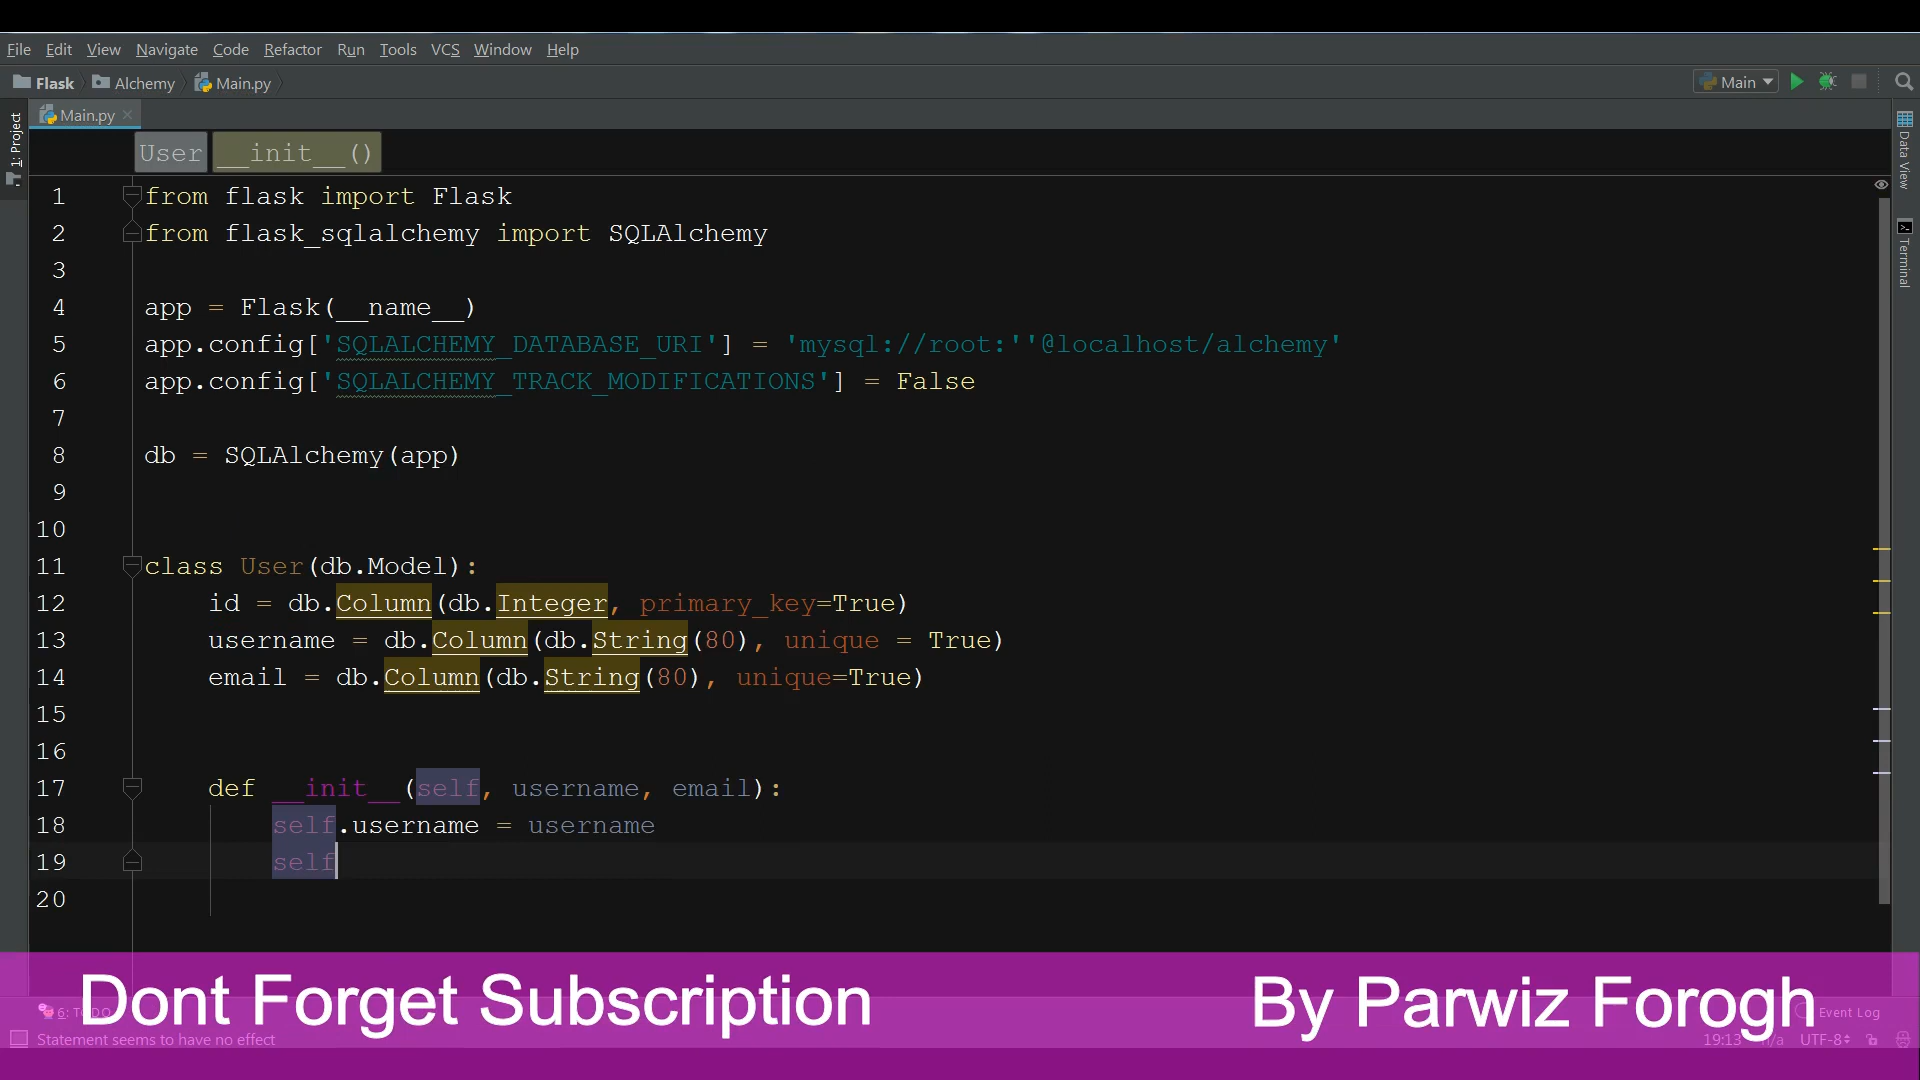 File Edit View Navigate Code Refactor Run Tools VCS Window Help
Flask Alchemy Main.py Main
Main.py
1: Project
Data View
Terminal
User __init__()
1 from flask import Flask
2 from flask_sqlalchemy import SQLAlchemy
3
4 app = Flask(__name__)
5 app.config['SQLALCHEMY_DATABASE_URI'] = 'mysql://root:''@localhost/alchemy'
6 app.config['SQLALCHEMY_TRACK_MODIFICATIONS'] = False
7
8 db = SQLAlchemy(app)
9
10
11 class User(db.Model):
12 id = db.Column(db.Integer, primary_key=True)
13 username = db.Column(db.String(80), unique = True)
14 email = db.Column(db.String(80), unique=True)
15
16
17 def __init__(self, username, email):
18 self.username = username
19 self
20
Dont Forget Subscription By Parwiz Forogh
6: TODO Event Log
Statement seems to have no effect 19:13 n/a UTF-8